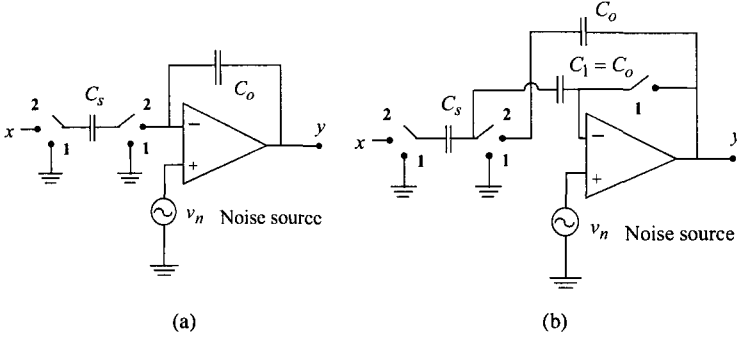 C_o
C_s
2
2
x
1
1
−
+
y
v_n Noise source
(a)
C_o
C_1 = C_o
C_s
2
2
1
x
1
1
−
+
y
v_n Noise source
(b)